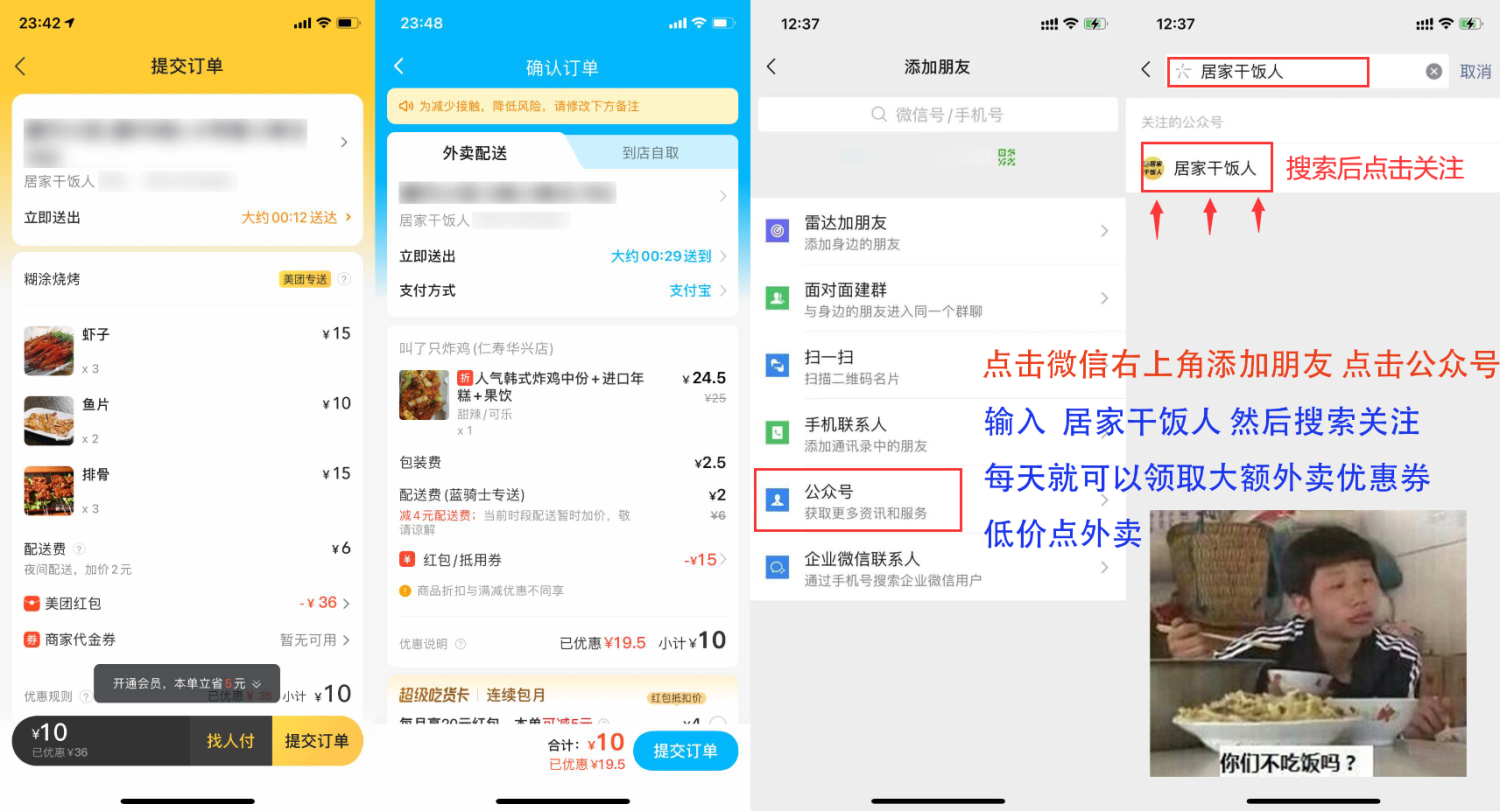 23:42
提交订单
居家干饭人
立即送出
大约00:12送达
糊涂烧烤
美团专送
?
虾子
¥15
x 3
鱼片
¥10
x 2
排骨
¥15
x 3
配送费
?
¥6
夜间配送，加价2元
美团红包
-¥36
券
商家代金券
暂无可用
开通会员，本单立省5元
优惠规则
?
已优惠¥36
小计 ¥10
¥10
已优惠¥36
找人付
提交订单
23:48
确认订单
为减少接触，降低风险，请修改下方备注
外卖配送
到店自取
居家干饭人
立即送出
大约00:29送到
支付方式
支付宝
叫了只炸鸡(仁寿华兴店)
折 人气韩式炸鸡中份+进口年
糕+果饮
¥24.5
¥25
甜辣/可乐
x 1
包装费
¥2.5
配送费(蓝骑士专送)
¥2
减4元配送费：当前时段配送暂时加价，敬
请谅解
¥6
¥
红包/抵用券
-¥15
商品折扣与满减优惠不同享
优惠说明
?
已优惠¥19.5 小计¥10
超级吃货卡
连续包月
红包抵扣价
每月享20元红包，本单可减5元
¥4
合计：¥10
已优惠¥19.5
提交订单
12:37
添加朋友
微信号/手机号
雷达加朋友
添加身边的朋友
面对面建群
与身边的朋友进入同一个群聊
扫一扫
扫描二维码名片
手机联系人
添加通讯录中的朋友
公众号
获取更多资讯和服务
企业微信联系人
通过手机号搜索企业微信用户
12:37
居家干饭人
取消
关注的公众号
居家干饭人
搜索后点击关注
点击微信右上角添加朋友 点击公众号
输入 居家干饭人 然后搜索关注
每天就可以领取大额外卖优惠券
低价点外卖
你们不吃饭吗？